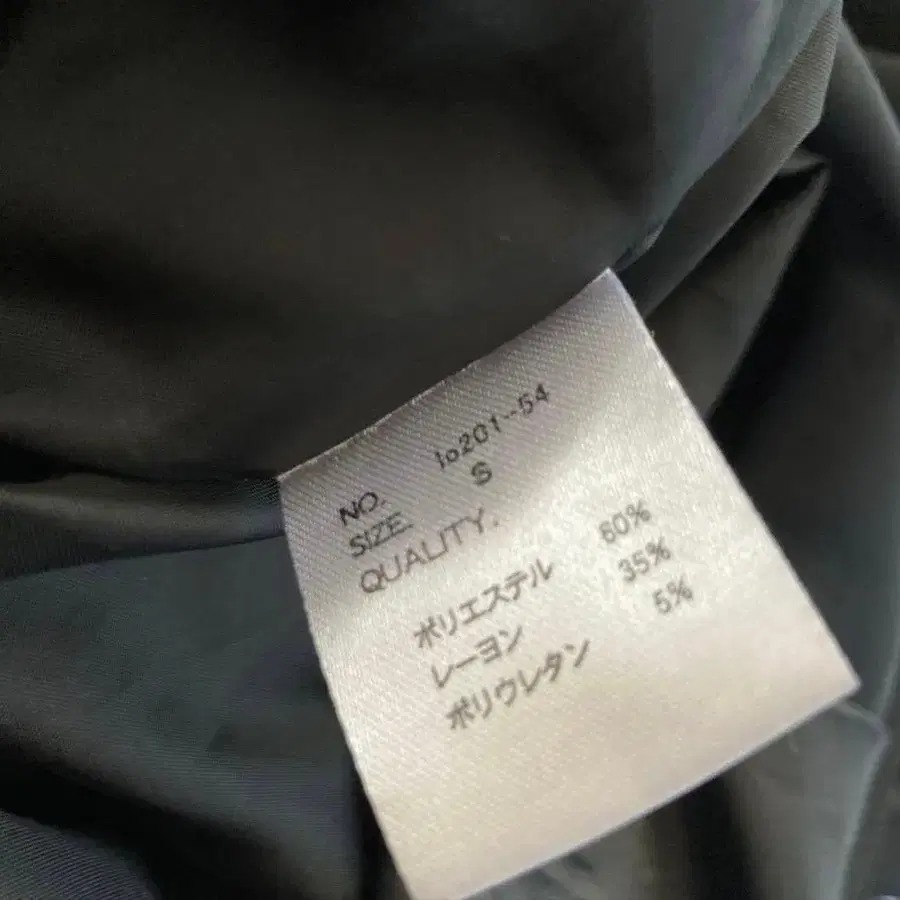 NO. lo201--54
SIZE. S
QUALITY.
ポリエステル 60%
レーヨン 35%
ポリウレタン 5%